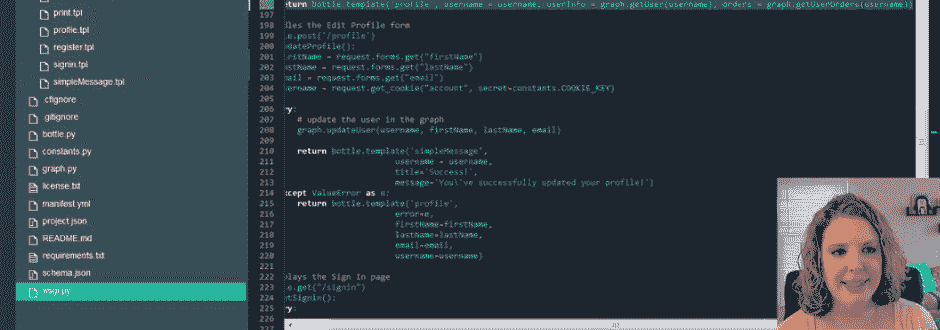 print.tpl
profile.tpl
register.tpl
signin.tpl
simpleMessage.tpl
.cfignore
.gitignore
bottle.py
constants.py
graph.py
license.txt
manifest.yml
project.json
README.md
requirements.txt
schema.json
wsgi.py
eturn bottle.template('profile', username = username, userInfo = graph.getUser(username), orders = graph.getUserOrders(username))
197
198 les the Edit Profile form
199 e.post('/profile')
200 pdateProfile():
201 irstName = request.forms.get("firstName")
202 astName = request.forms.get("lastName")
203 mail = request.forms.get("email")
204 sername = request.get_cookie("account", secret=constants.COOKIE_KEY)
205
206 ry:
207 # update the user in the graph
208 graph.updateUser(username, firstName, lastName, email)
209
210 return bottle.template('simpleMessage',
211 username = username,
212 title='Success!',
213 message='You\'ve successfully updated your profile!')
214 xcept ValueError as e:
215 return bottle.template('profile',
216 error=e,
217 firstName=firstName,
218 lastName=lastName,
219 email=email,
220 username=username)
221
222 plays the Sign in page
223 e.get("/signin")
224 etSignin():
225 ry:
226
227